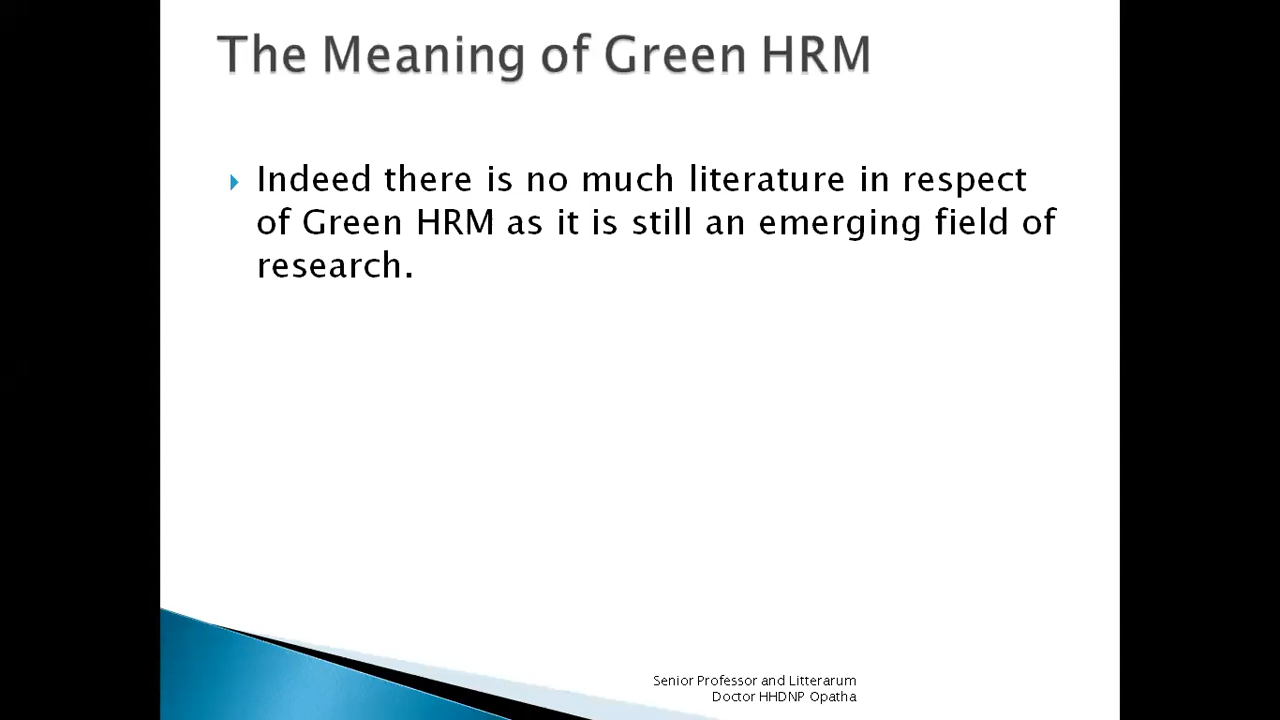 The Meaning of Green HRM
Indeed there is no much literature in respect
of Green HRM as it is still an emerging field of
research.
Senior Professor and Litterarum
Doctor HHDNP Opatha